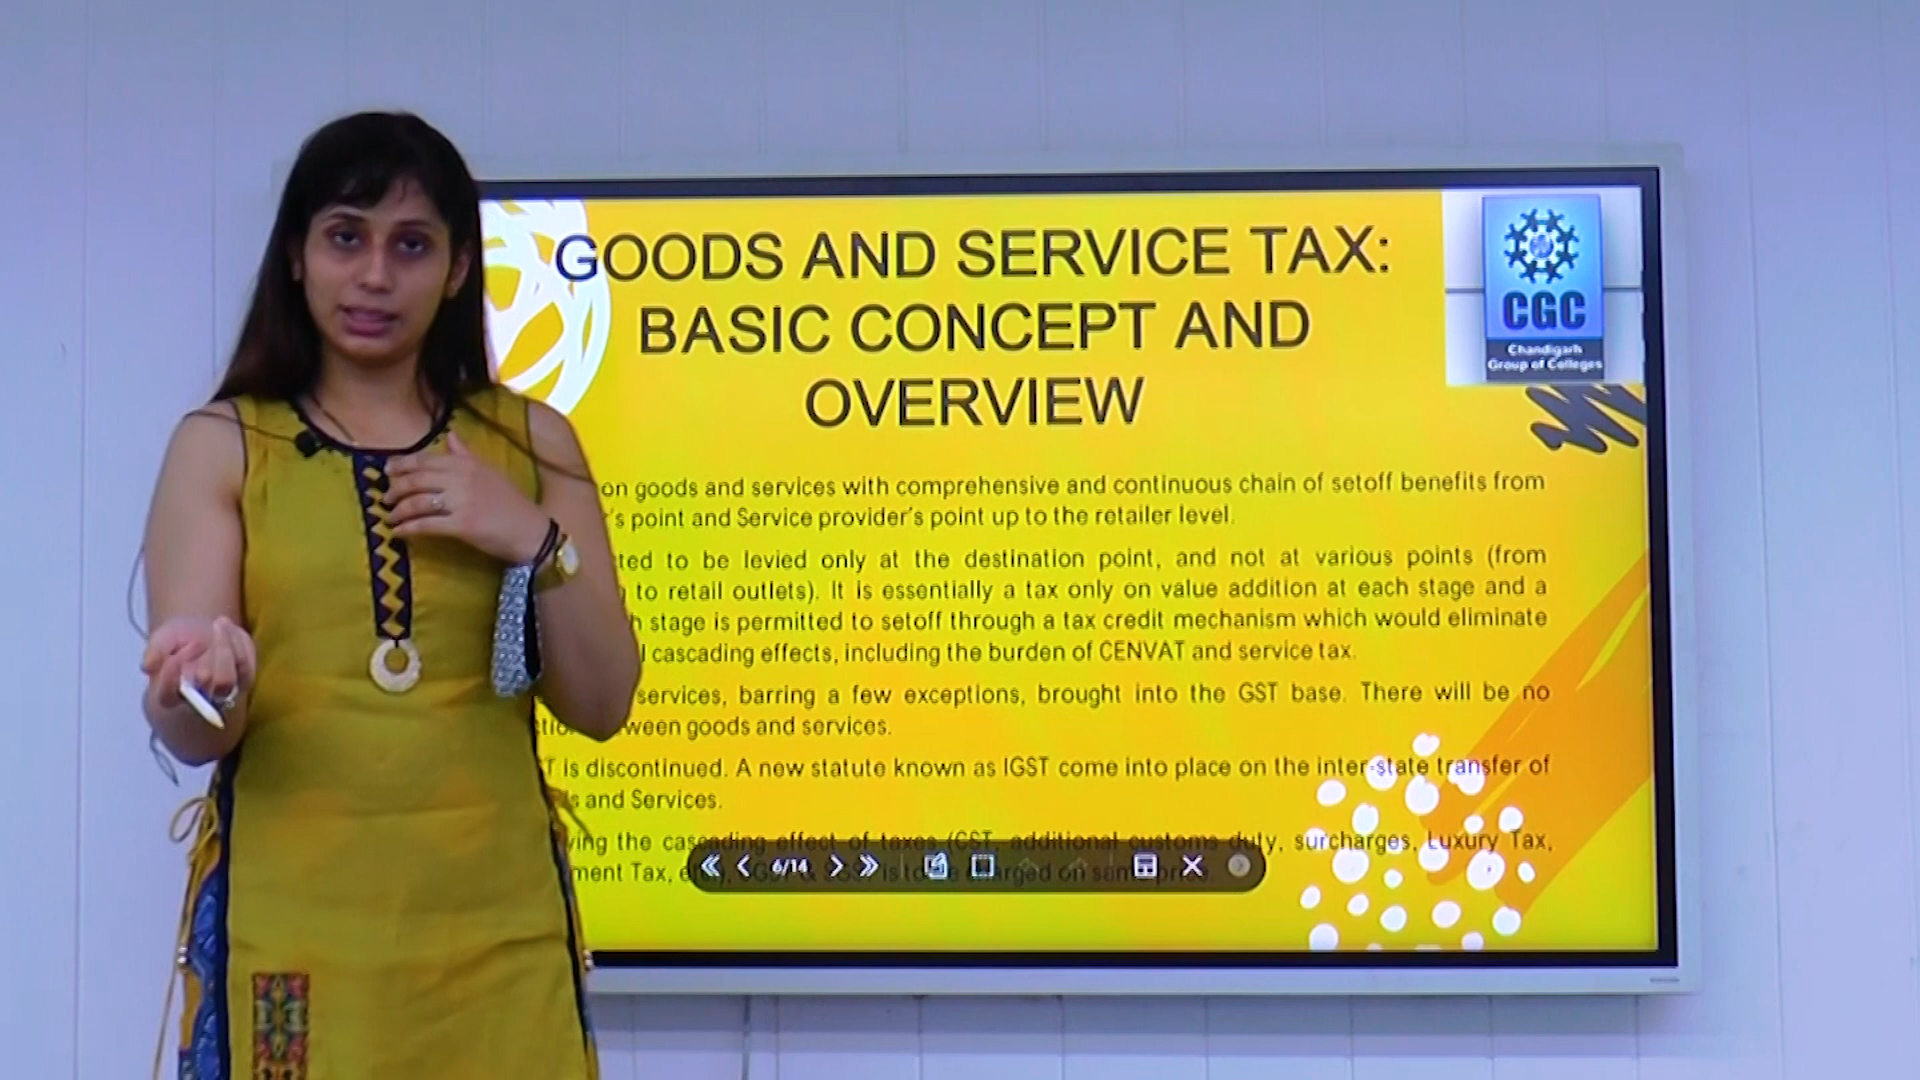 GOODS AND SERVICE TAX:
BASIC CONCEPT AND
OVERVIEW
CGC
Chandigarh
Group of Colleges
on goods and services with comprehensive and continuous chain of setoff benefits from
's point and Service provider's point up to the retailer level.
ted to be levied only at the destination point, and not at various points (from
to retail outlets). It is essentially a tax only on value addition at each stage and a
h stage is permitted to setoff through a tax credit mechanism which would eliminate
l cascading effects, including the burden of CENVAT and service tax.
services, barring a few exceptions, brought into the GST base. There will be no
between goods and services.
T is discontinued. A new statute known as IGST come into place on the inter-state transfer of
s and Services.
ving the cascading effect of taxes (CST, additional customs duty, surcharges, Luxury Tax,
ment Tax, is to be charged on same price.
6/14